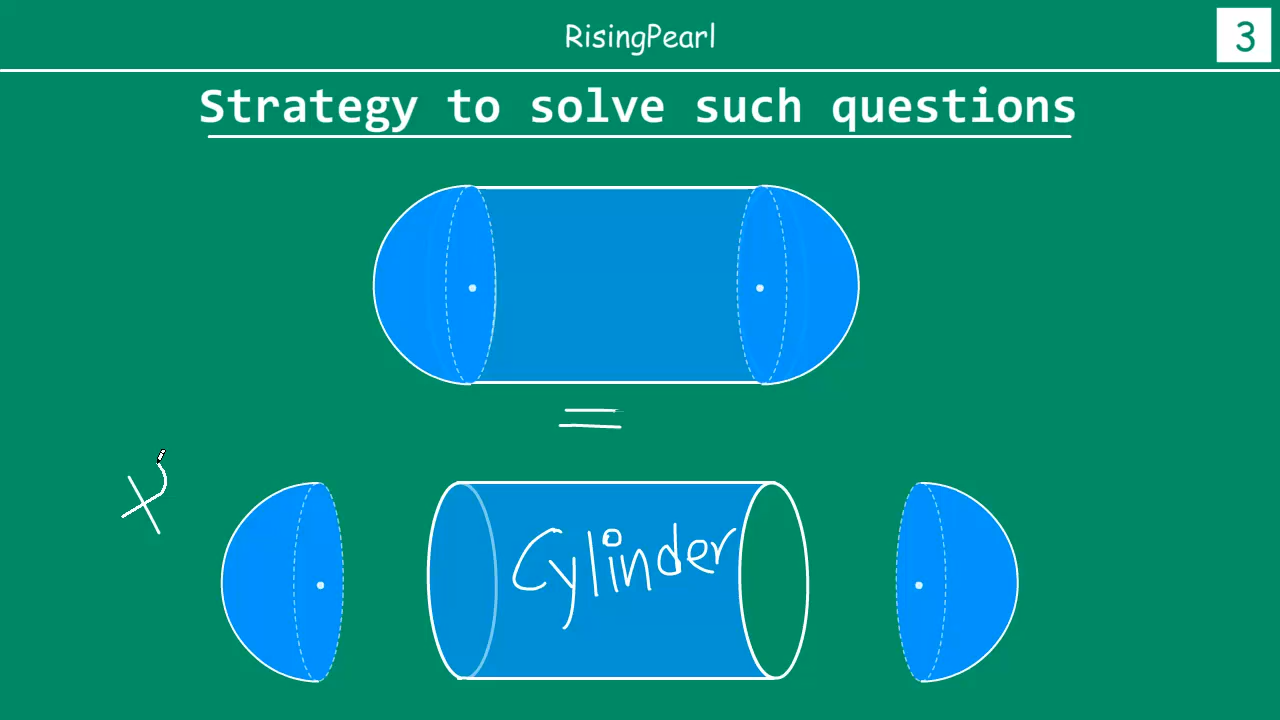 RisingPearl
3
Strategy to solve such questions
=
Cylinder